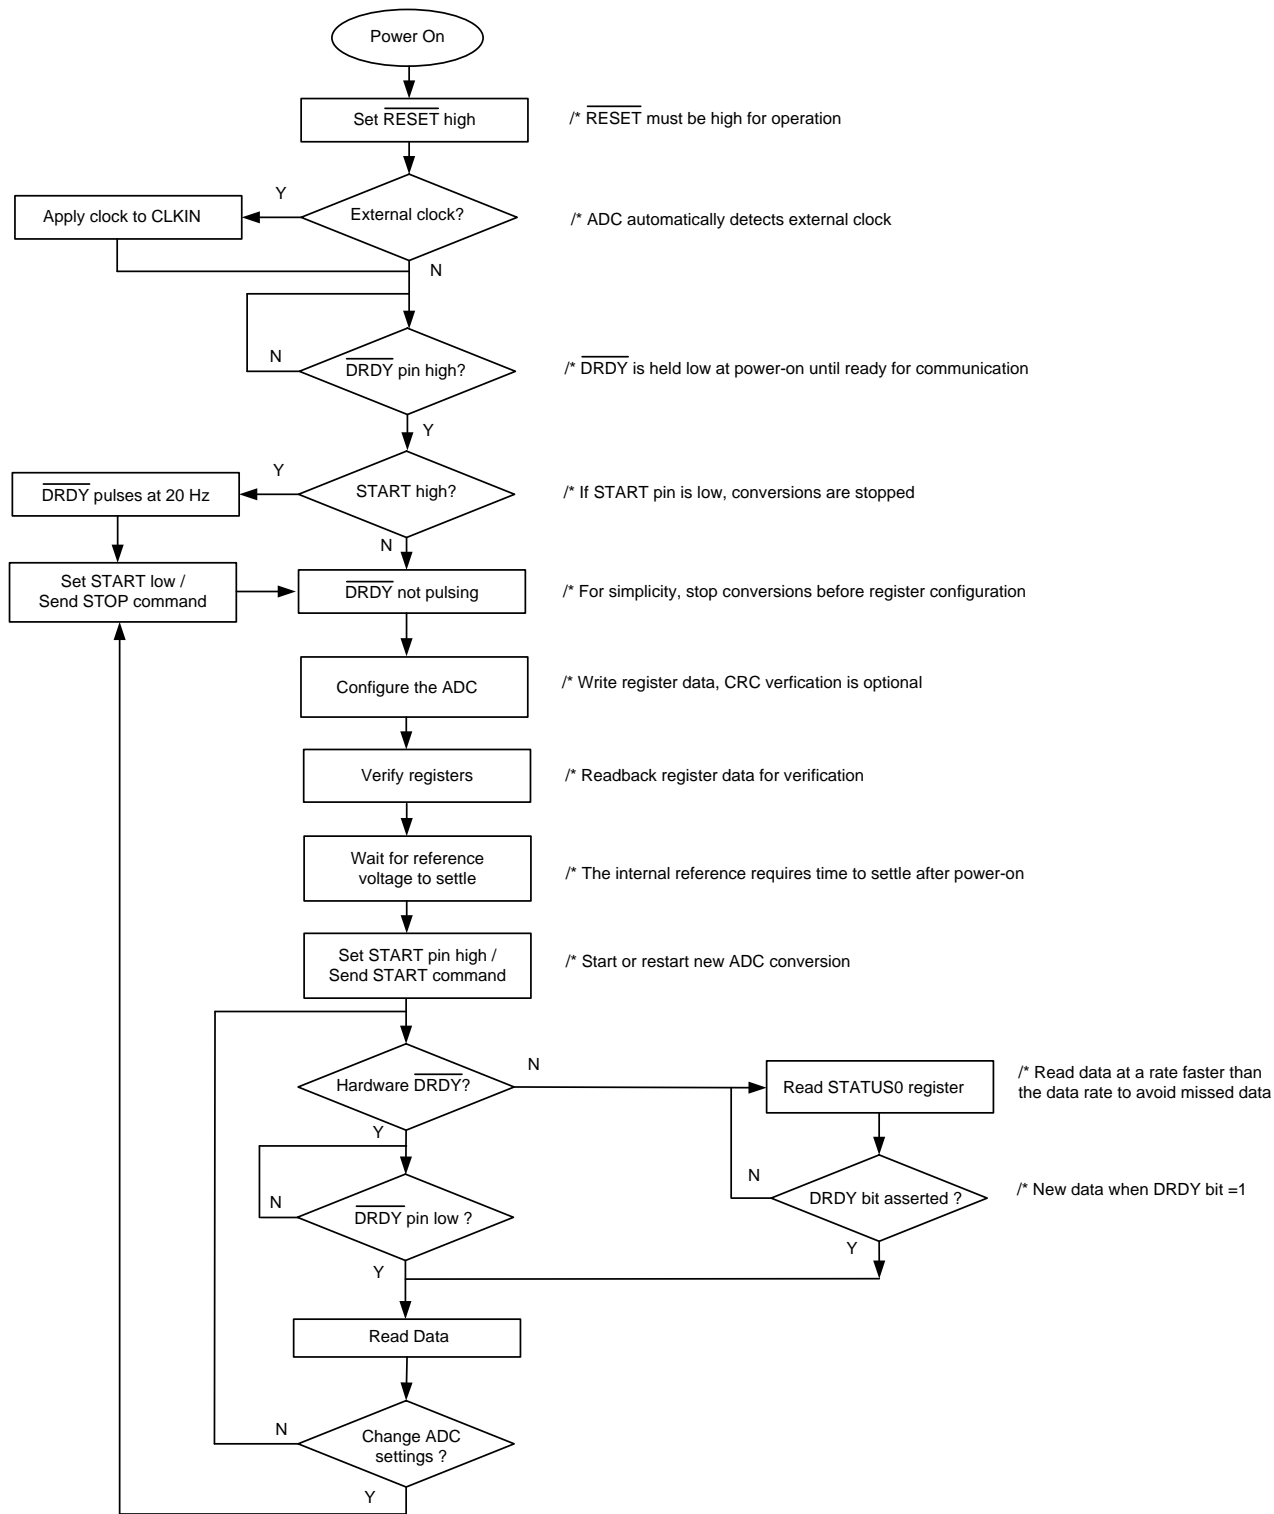 Power On
Set RESET high
/* RESET must be high for operation
Y
Apply clock to CLKIN
External clock?
/* ADC automatically detects external clock
N
N
DRDY pin high?
/* DRDY is held low at power-on until ready for communication
Y
Y
DRDY pulses at 20 Hz
START high?
/* If START pin is low, conversions are stopped
N
Set START low /
Send STOP command
DRDY not pulsing
/* For simplicity, stop conversions before register configuration
Configure the ADC
/* Write register data, CRC verfication is optional
Verify registers
/* Readback register data for verification
Wait for reference
voltage to settle
/* The internal reference requires time to settle after power-on
Set START pin high /
Send START command
/* Start or restart new ADC conversion
Hardware DRDY?
N
Read STATUS0 register
/* Read data at a rate faster than
the data rate to avoid missed data
Y
N
DRDY pin low ?
N
DRDY bit asserted ?
/* New data when DRDY bit =1
Y
Y
Read Data
N
Change ADC
settings ?
Y